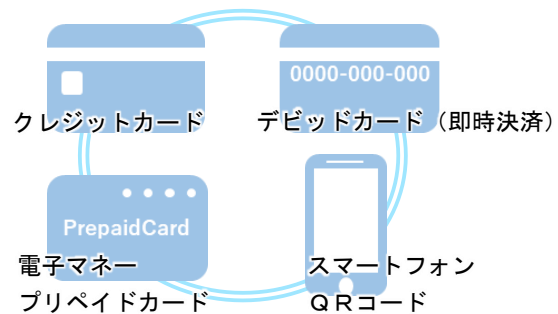 0000-000-000
クレジットカード
デビッドカード（即時決済）
PrepaidCard
電子マネー
プリペイドカード
スマートフォン
ＱＲコード